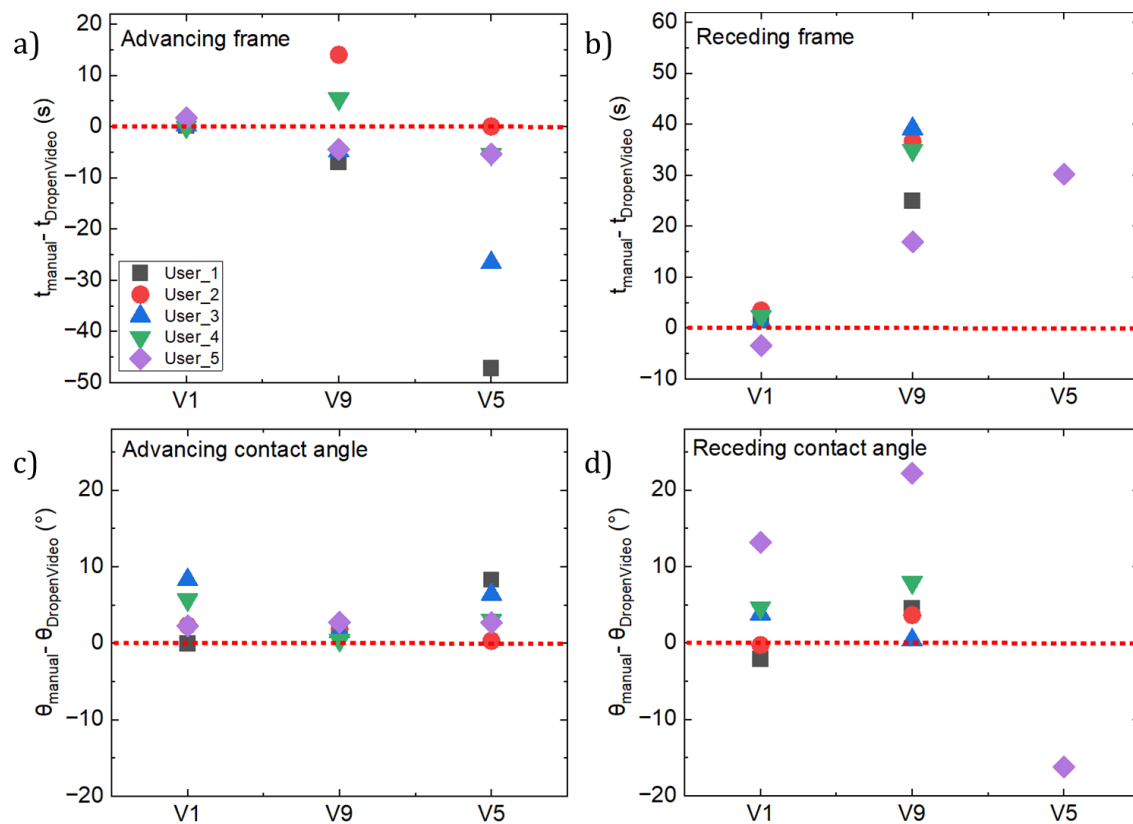 a)
Advancing frame
20
10
0
−10
−20
−30
−40
−50
t_manual- t_DropenVideo (s)
User_1
User_2
User_3
User_4
User_5
V1
V9
V5
b)
Receding frame
60
50
40
30
20
10
0
−10
t_manual- t_DropenVideo (s)
V1
V9
V5
c)
Advancing contact angle
20
10
0
−10
−20
θ_manual- θ_DropenVideo (°)
V1
V9
V5
d)
Receding contact angle
20
10
0
−10
−20
θ_manual- θ_DropenVideo (°)
V1
V9
V5